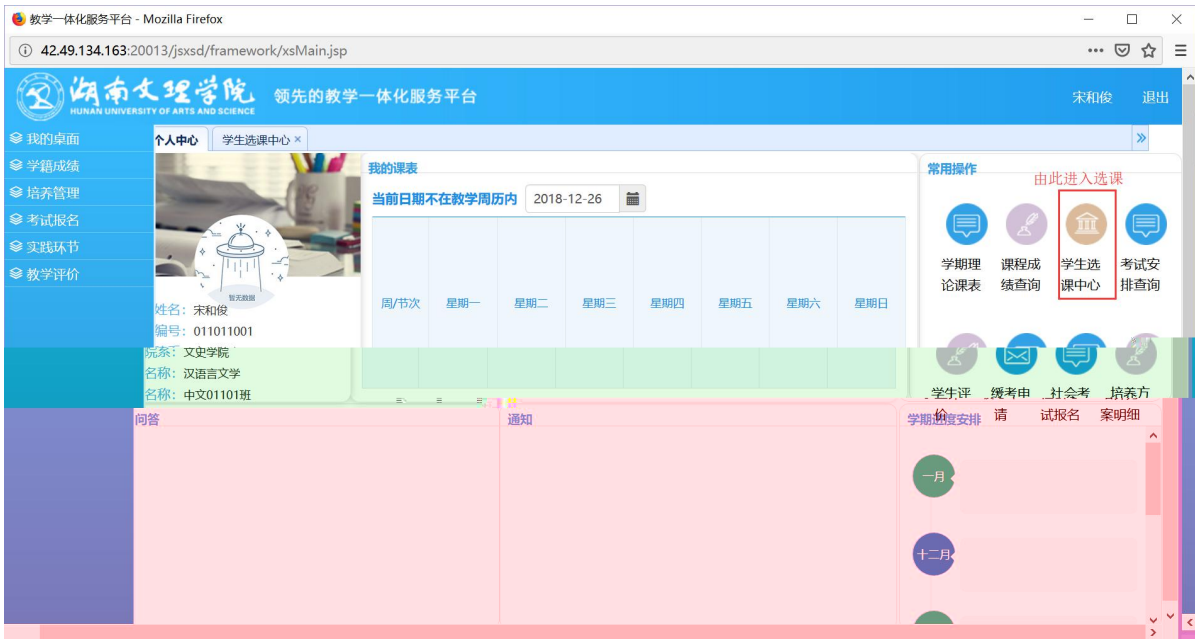 教学一体化服务平台 - Mozilla Firefox
42.49.134.163:20013/jsxsd/framework/xsMain.jsp
湖南文理学院
HUNAN UNIVERSITY OF ARTS AND SCIENCE
领先的教学一体化服务平台
宋和俊 退出
我的桌面
学籍成绩
培养管理
考试报名
实践环节
教学评价
个人中心 学生选课中心 ×
暂无数据
姓名：宋和俊
编号：011011001
院系：文史学院
名称：汉语言文学
名称：中文01101班
我的课表
当前日期不在教学周历内 2018-12-26
周/节次 星期一 星期二 星期三 星期四 星期五 星期六 星期日
常用操作
由此进入选课
学期理论课表
课程成绩查询
学生选课中心
考试安排查询
学生评价
缓考申请
社会考试报名
培养方案明细
问答
通知
学期进度安排
一月
十二月